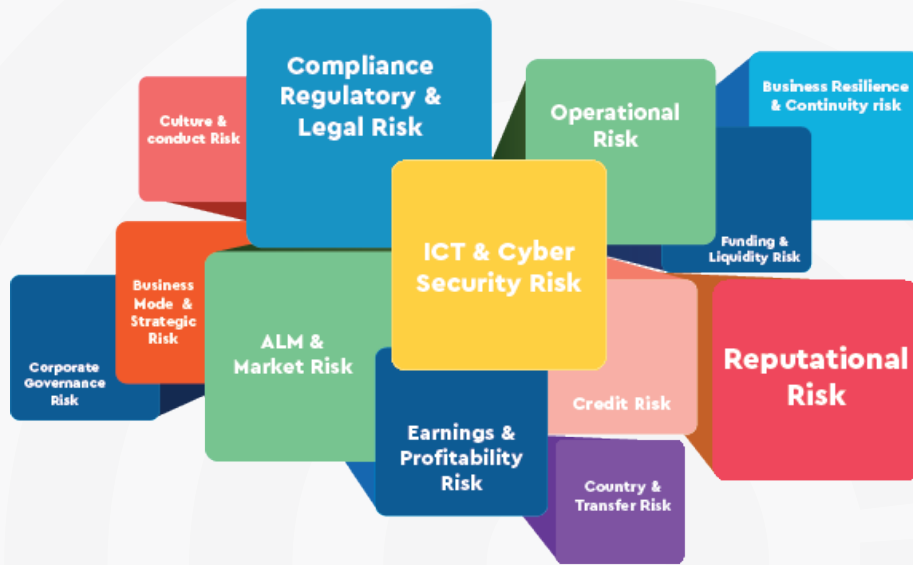 Compliance
Regulatory &
Legal Risk
Operational
Risk
Business Resilience
& Continuity risk
Culture &
conduct Risk
ICT & Cyber
Security Risk
Funding &
Liquidity Risk
Business
Mode &
Strategic
Risk
Corporate
Governance
Risk
ALM &
Market Risk
Reputational
Risk
Credit Risk
Earnings &
Profitability
Risk
Country &
Transfer Risk